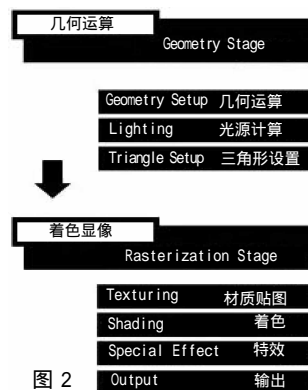 几何运算
Geometry Stage
Geometry Setup 几何运算
Lighting 光源计算
Triangle Setup 三角形设置
着色显像
Rasterization Stage
Texturing 材质贴图
Shading 着色
Special Effect 特效
Output 输出
图 2